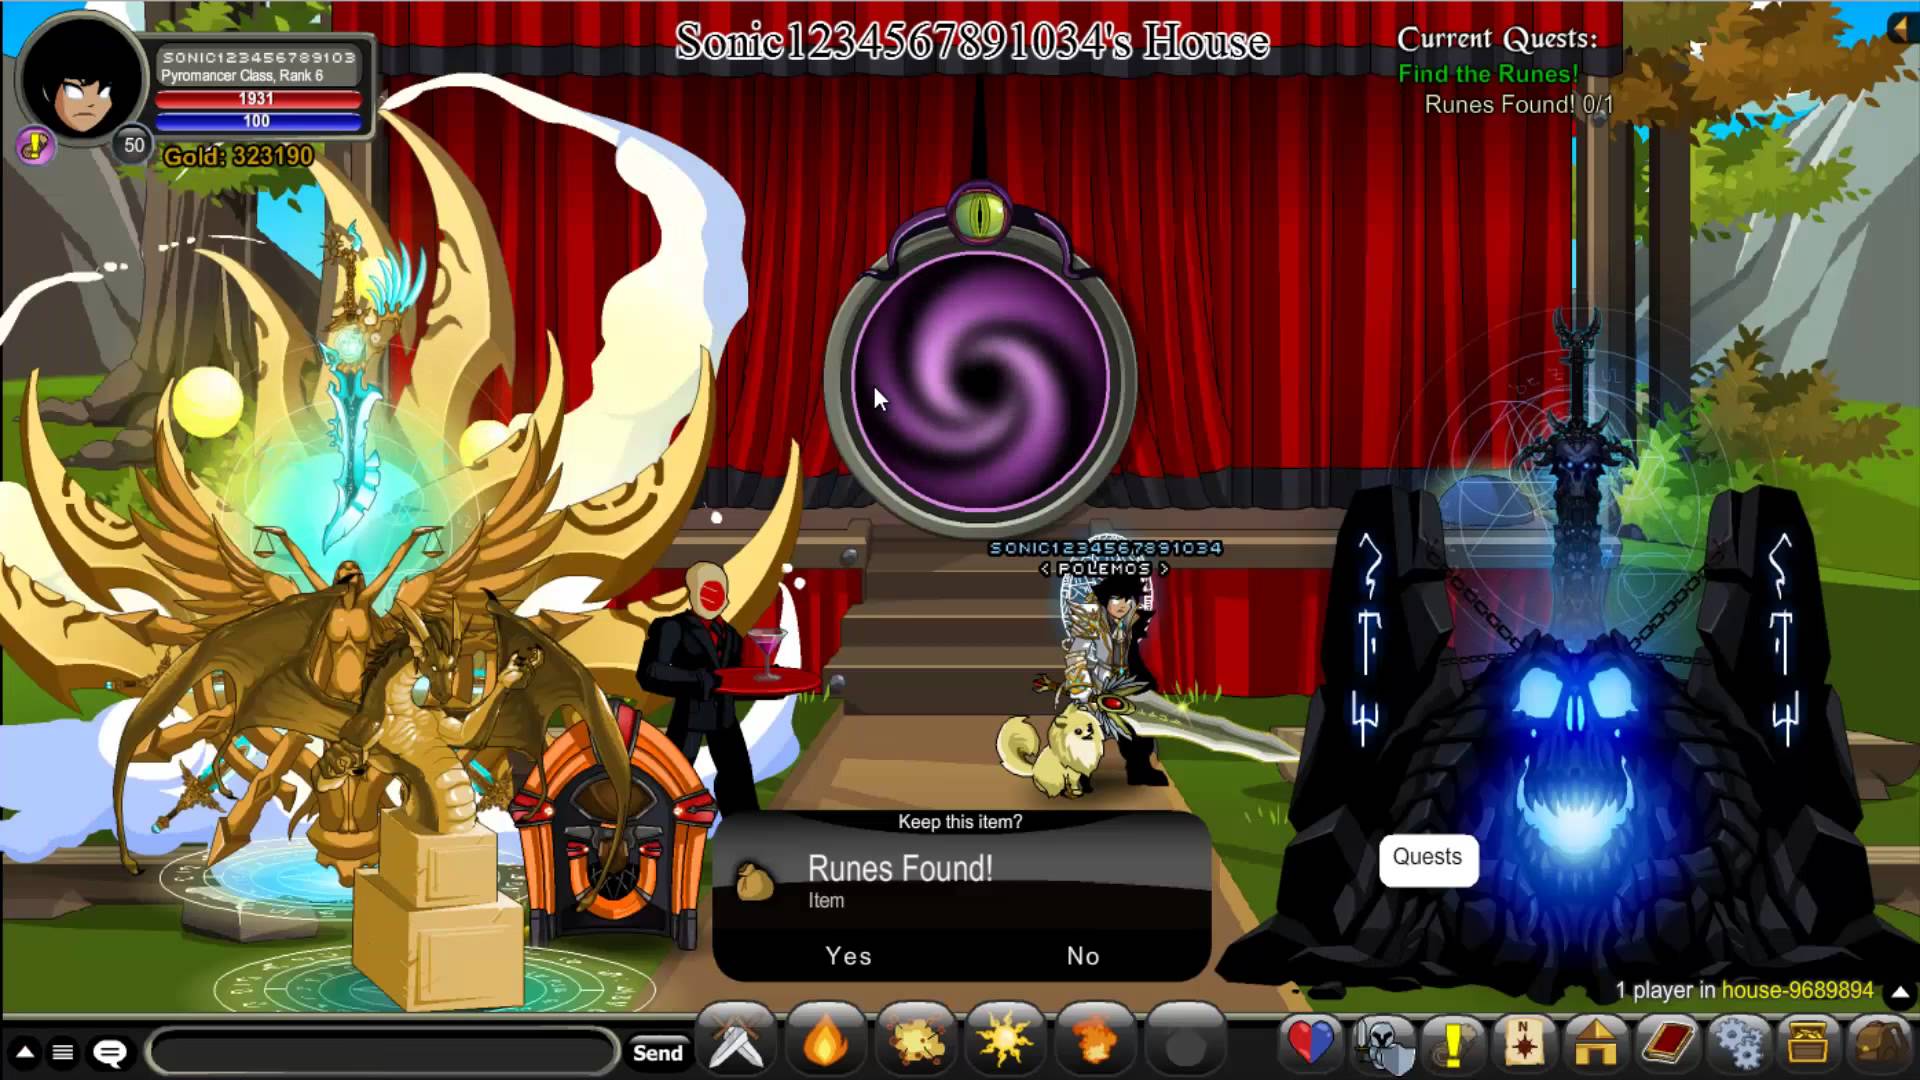 Sonic1234567891034's House
SONIC123456789103
Pyromancer Class, Rank 6
1931
100
50
Gold: 323190
Current Quests:
Find the Runes!
Runes Found! 0/1
SONIC1234567891034
< POLEMOS >
Keep this item?
Runes Found!
Item
Yes No
Quests
1 player in house-9689894
Send
N